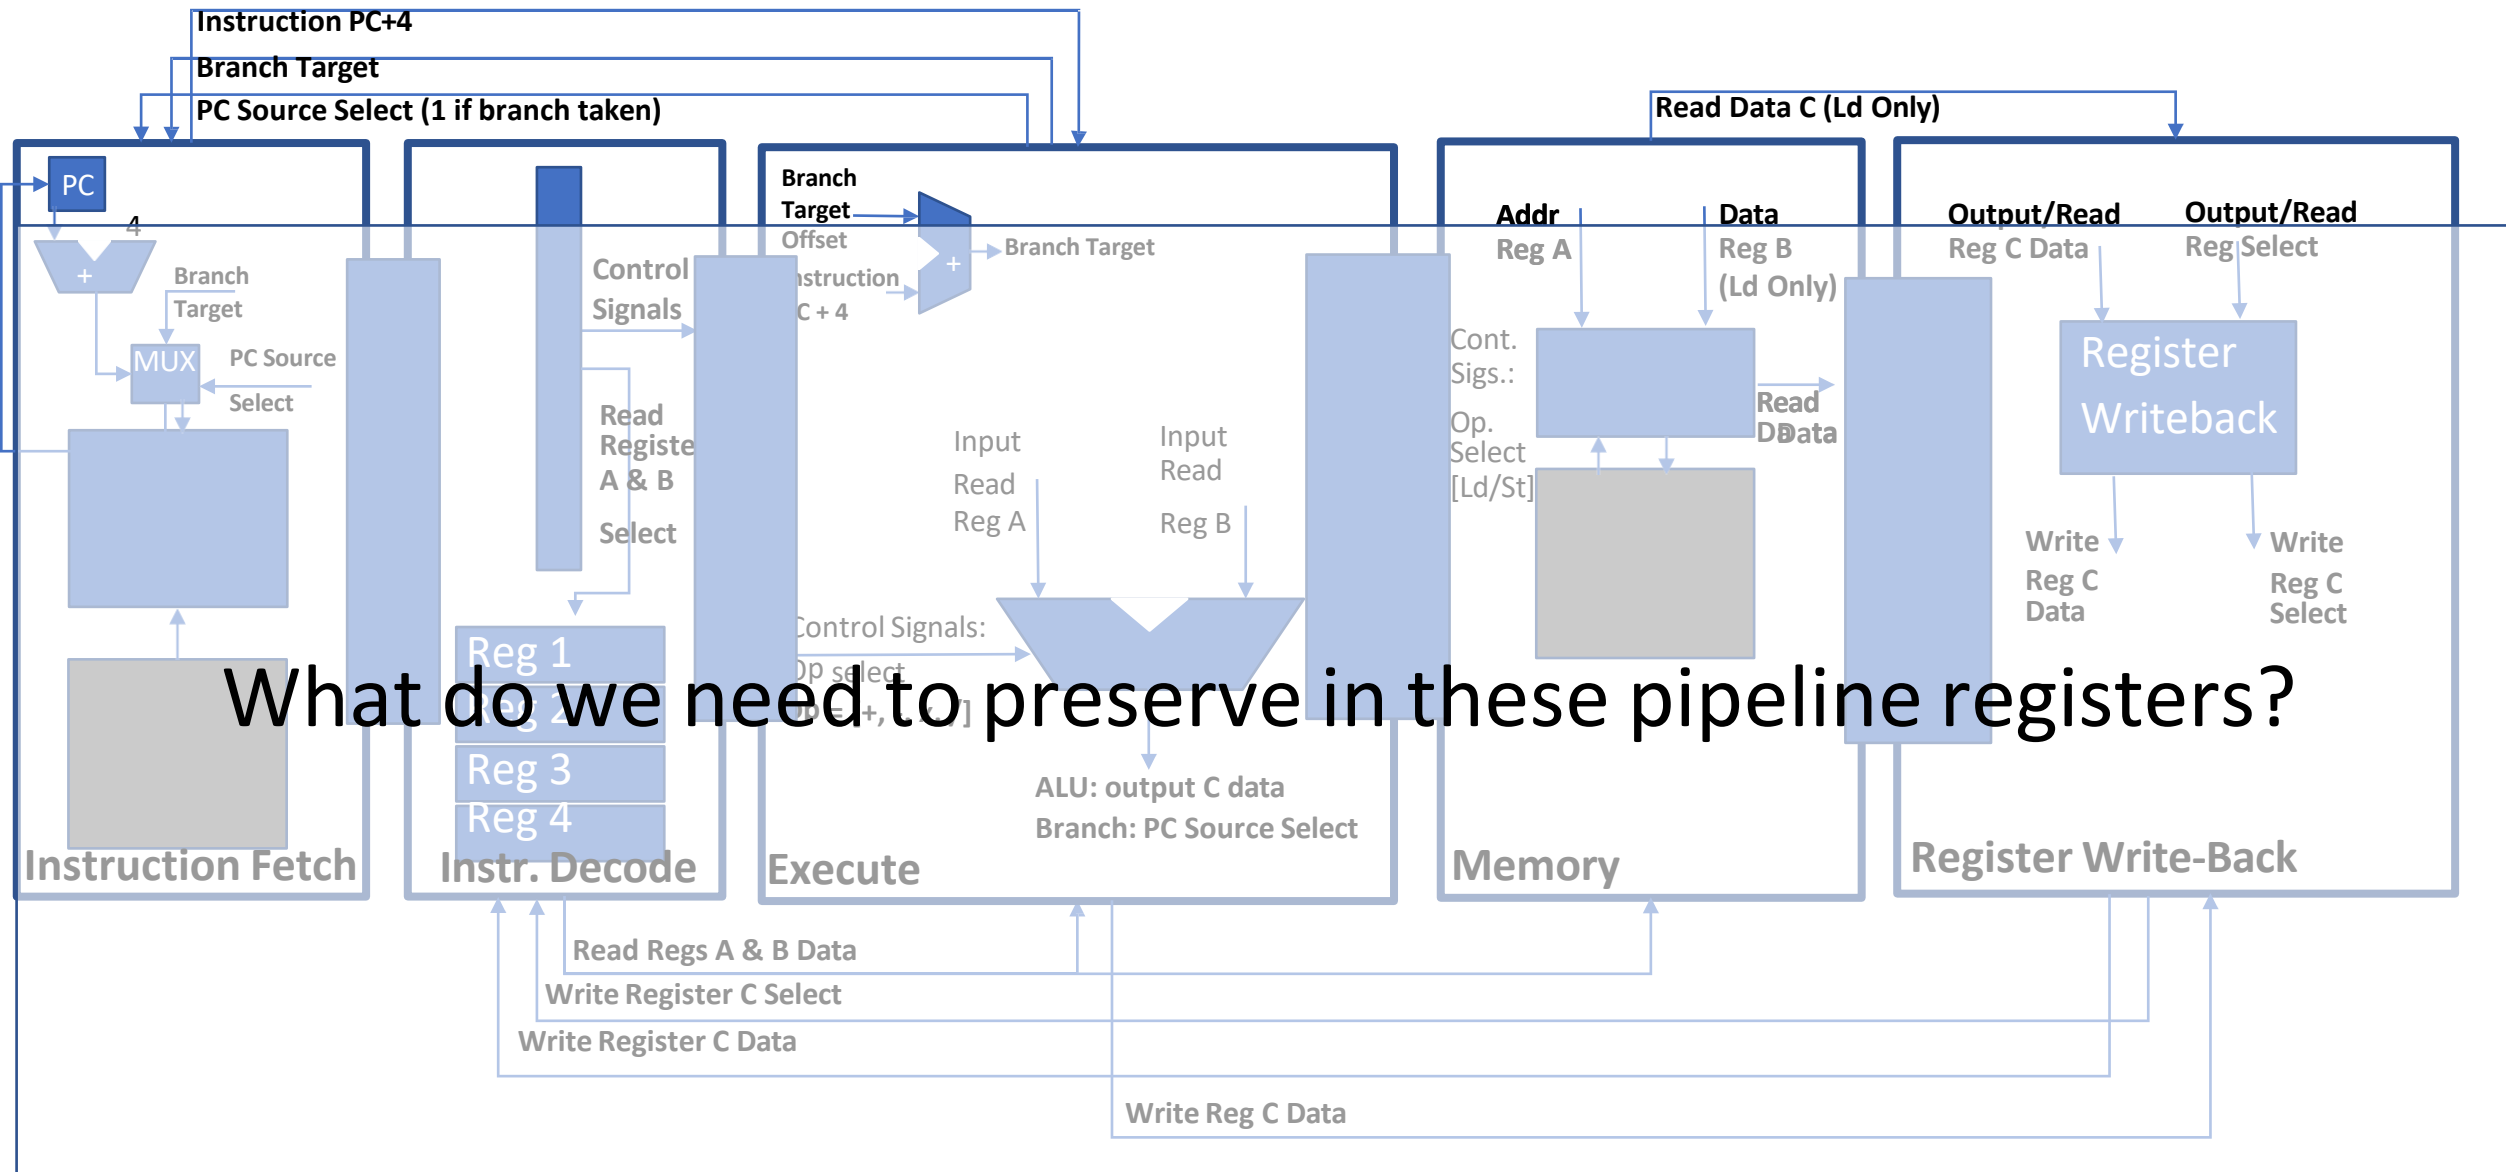 Instruction PC+4
Branch Target
PC Source Select (1 if branch taken)
Read Data C (Ld Only)
PC
4
+
Branch
Target
MUX
PC Source
Select
Instruction Fetch
Control
Signals
Read
Registe
A & B
Select
Reg 1
Reg 2
Reg 3
Reg 4
Instr. Decode
Branch
Target
Offset
nstruction
C + 4
+
Branch Target
Input
Read
Reg A
Input
Read
Reg B
Control Signals:
Op select
What do we need to preserve in these pipeline registers?
ALU: output C data
Branch: PC Source Select
Execute
Addr
Reg A
Data
Reg B
(Ld Only)
Cont.
Sigs.:
Op.
Select
[Ld/St]
Read
Data
Memory
Output/Read
Reg C Data
Output/Read
Reg Select
Register
Writeback
Write
Reg C
Data
Write
Reg C
Select
Register Write-Back
Read Regs A & B Data
Write Register C Select
Write Register C Data
Write Reg C Data